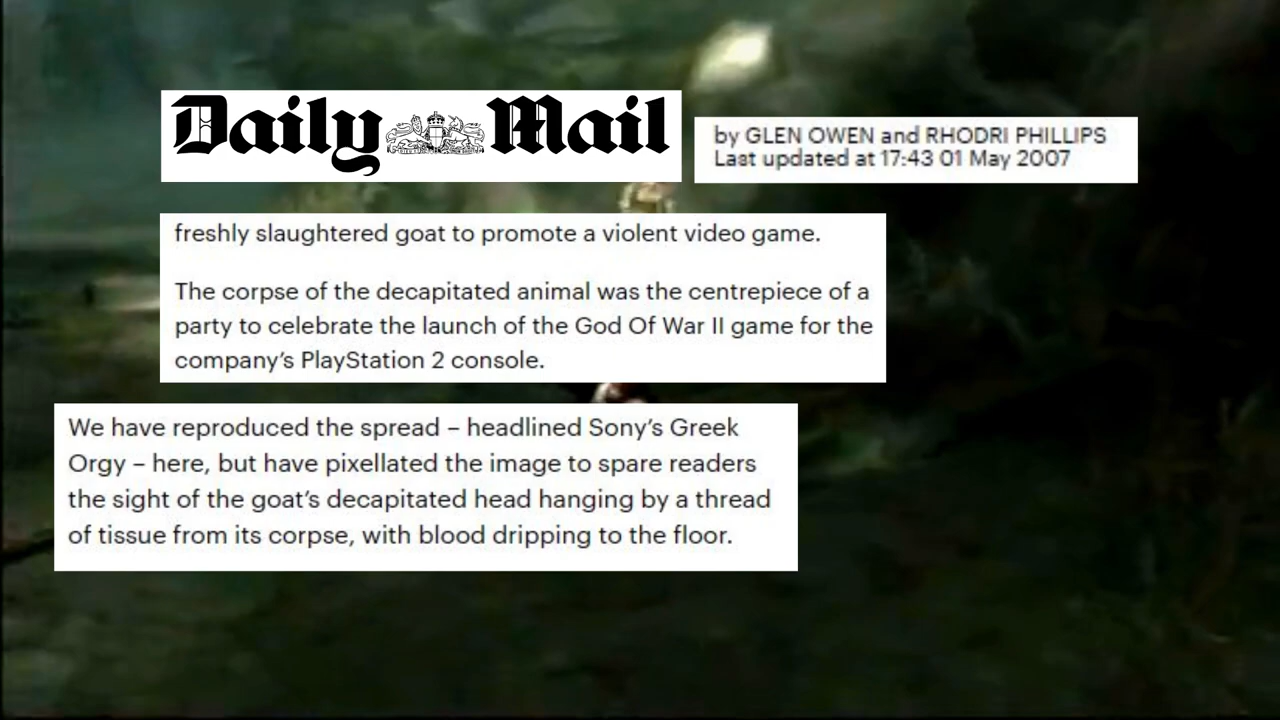 Daily Mail
by GLEN OWEN and RHODRI PHILLIPS
Last updated at 17:43 01 May 2007
freshly slaughtered goat to promote a violent video game.
The corpse of the decapitated animal was the centrepiece of a
party to celebrate the launch of the God Of War II game for the
company's PlayStation 2 console.
We have reproduced the spread – headlined Sony's Greek
Orgy – here, but have pixellated the image to spare readers
the sight of the goat's decapitated head hanging by a thread
of tissue from its corpse, with blood dripping to the floor.